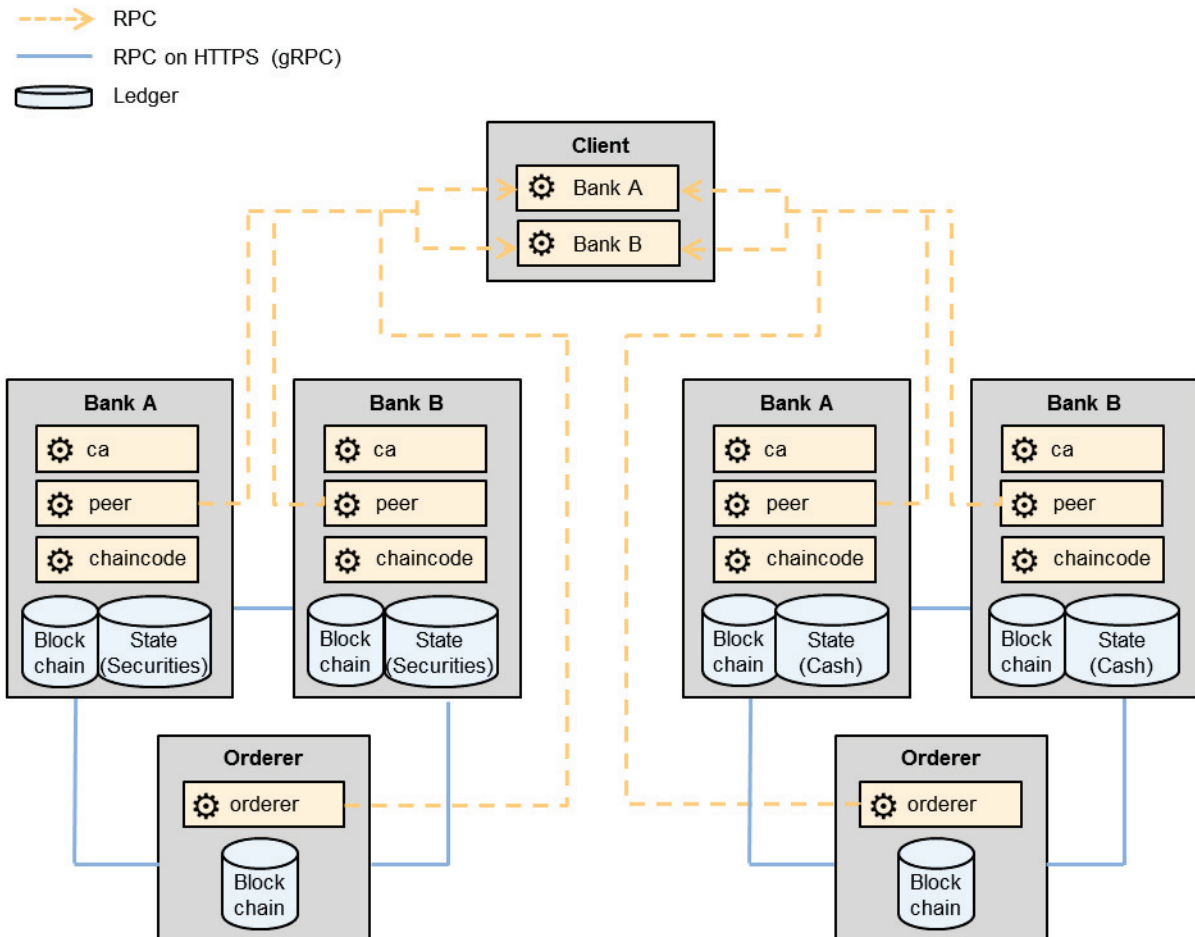 RPC
RPC on HTTPS (gRPC)
Ledger
Client
Bank A
Bank B
Bank A
ca
peer
chaincode
Block
chain
State
(Securities)
Bank B
ca
peer
chaincode
Block
chain
State
(Securities)
Bank A
ca
peer
chaincode
Block
chain
State
(Cash)
Bank B
ca
peer
chaincode
Block
chain
State
(Cash)
Orderer
orderer
Block
chain
Orderer
orderer
Block
chain